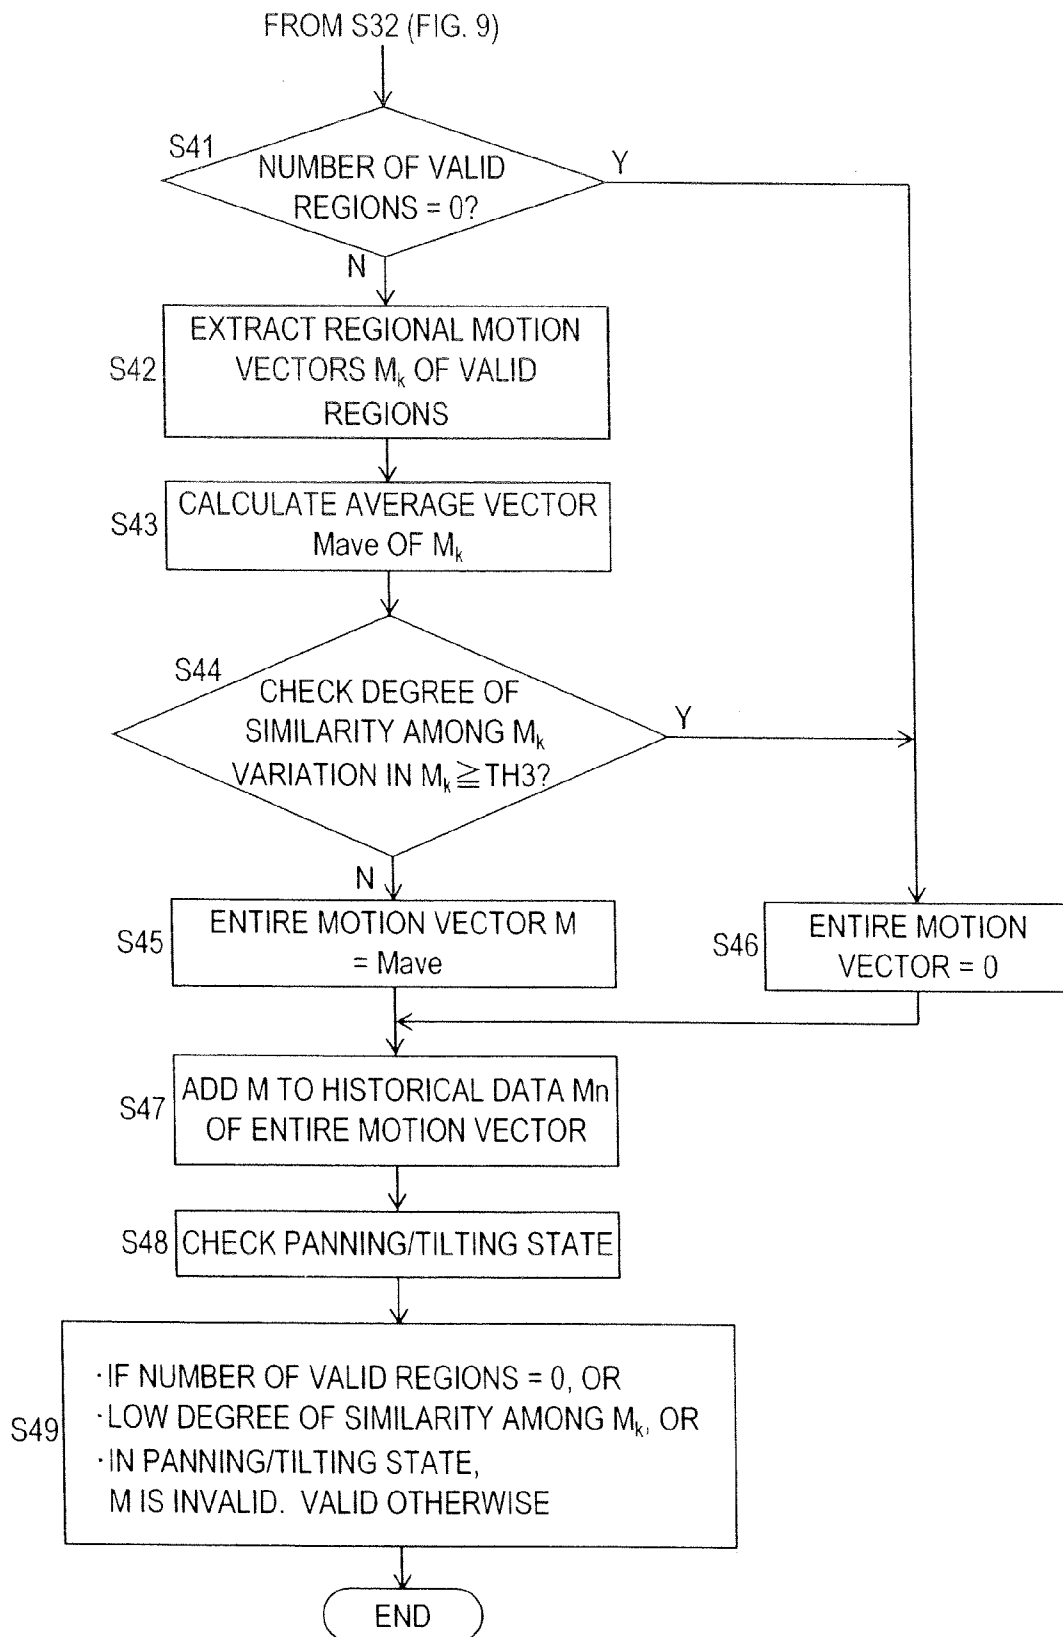 FROM S32 (FIG. 9)
S41
NUMBER OF VALID
REGIONS = 0?
Y
N
S42
EXTRACT REGIONAL MOTION
VECTORS Mk OF VALID
REGIONS
S43
CALCULATE AVERAGE VECTOR
Mave OF Mk
S44
CHECK DEGREE OF
SIMILARITY AMONG Mk
VARIATION IN Mk ≧ TH3?
Y
N
S45
ENTIRE MOTION VECTOR M
= Mave
S46
ENTIRE MOTION
VECTOR = 0
S47
ADD M TO HISTORICAL DATA Mn
OF ENTIRE MOTION VECTOR
S48
CHECK PANNING/TILTING STATE
S49
·IF NUMBER OF VALID REGIONS = 0, OR
·LOW DEGREE OF SIMILARITY AMONG Mk, OR
·IN PANNING/TILTING STATE,
M IS INVALID. VALID OTHERWISE
END